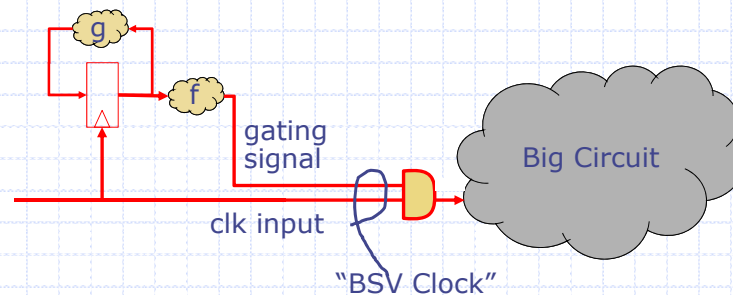 g
f
gating
signal
Big Circuit
clk input
“BSV Clock”